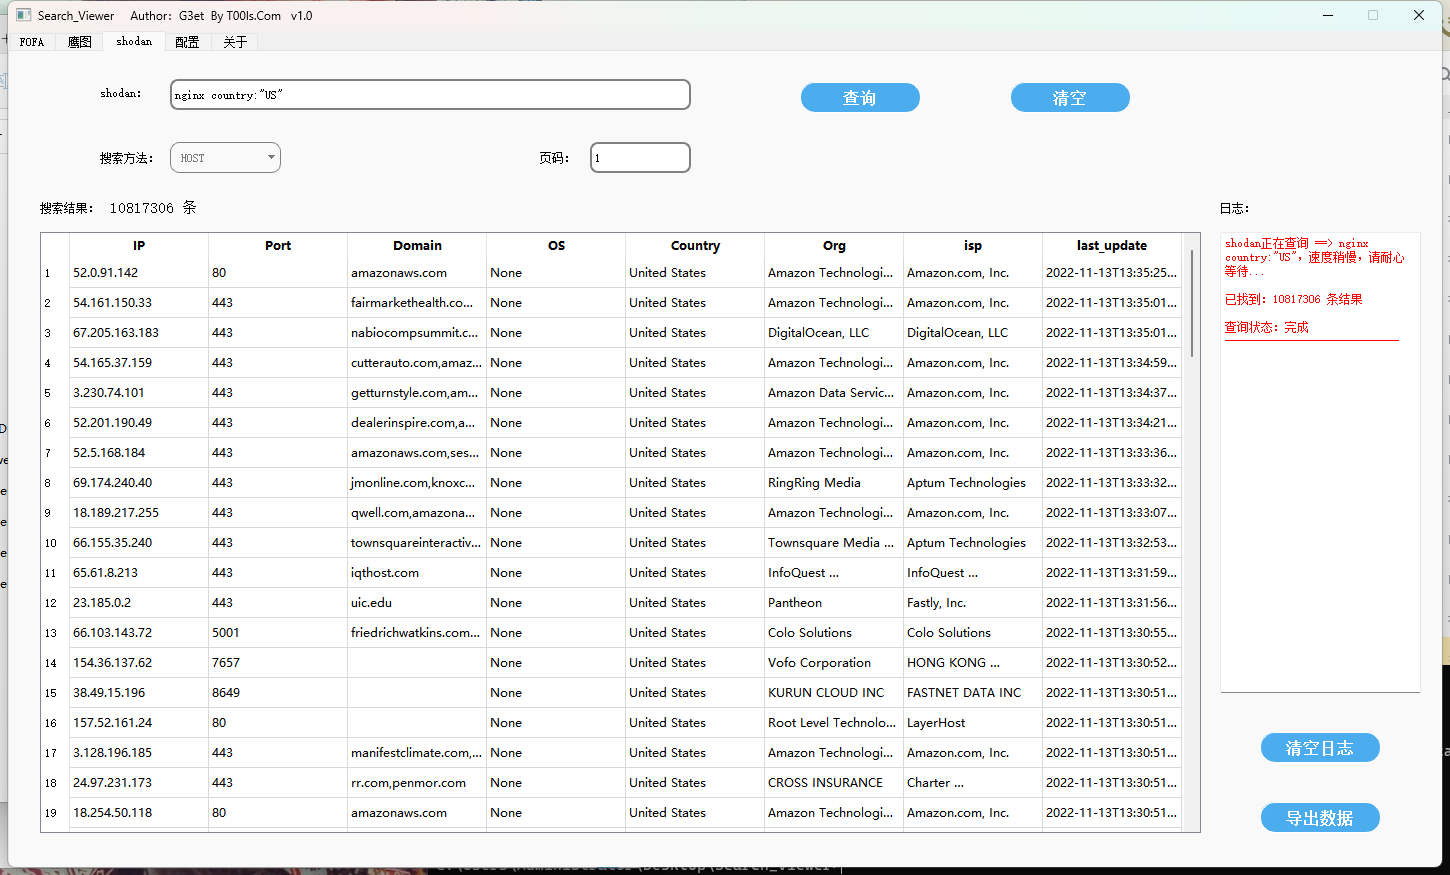 Search_Viewer Author: G3et By T00ls.Com v1.0
FOFA 鹰图 shodan 配置 关于
shodan: nginx country:"US" 查询 清空
搜索方法: HOST 页码: 1
搜索结果: 10817306 条 日志:
IP Port Domain OS Country Org isp last_update
1 52.0.91.142 80 amazonaws.com None United States Amazon Technologi... Amazon.com, Inc. 2022-11-13T13:35:25...
2 54.161.150.33 443 fairmarkethealth.co... None United States Amazon Technologi... Amazon.com, Inc. 2022-11-13T13:35:01...
3 67.205.163.183 443 nabiocompsummit.c... None United States DigitalOcean, LLC DigitalOcean, LLC 2022-11-13T13:35:01...
4 54.165.37.159 443 cutterauto.com,amaz... None United States Amazon Technologi... Amazon.com, Inc. 2022-11-13T13:34:59...
5 3.230.74.101 443 getturnstyle.com,am... None United States Amazon Data Servic... Amazon.com, Inc. 2022-11-13T13:34:37...
6 52.201.190.49 443 dealerinspire.com,a... None United States Amazon Technologi... Amazon.com, Inc. 2022-11-13T13:34:21...
7 52.5.168.184 443 amazonaws.com,ses... None United States Amazon Technologi... Amazon.com, Inc. 2022-11-13T13:33:36...
8 69.174.240.40 443 jmonline.com,knoxc... None United States RingRing Media Aptum Technologies 2022-11-13T13:33:32...
9 18.189.217.255 443 qwell.com,amazona... None United States Amazon Technologi... Amazon.com, Inc. 2022-11-13T13:33:07...
10 66.155.35.240 443 townsquareinteractiv... None United States Townsquare Media ... Aptum Technologies 2022-11-13T13:32:53...
11 65.61.8.213 443 iqthost.com None United States InfoQuest ... InfoQuest ... 2022-11-13T13:31:59...
12 23.185.0.2 443 uic.edu None United States Pantheon Fastly, Inc. 2022-11-13T13:31:56...
13 66.103.143.72 5001 friedrichwatkins.com... None United States Colo Solutions Colo Solutions 2022-11-13T13:30:55...
14 154.36.137.62 7657 None United States Vofo Corporation HONG KONG ... 2022-11-13T13:30:52...
15 38.49.15.196 8649 None United States KURUN CLOUD INC FASTNET DATA INC 2022-11-13T13:30:51...
16 157.52.161.24 80 None United States Root Level Technolo... LayerHost 2022-11-13T13:30:51...
17 3.128.196.185 443 manifestclimate.com,... None United States Amazon Technologi... Amazon.com, Inc. 2022-11-13T13:30:51...
18 24.97.231.173 443 rr.com,penmor.com None United States CROSS INSURANCE Charter ... 2022-11-13T13:30:51...
19 18.254.50.118 80 amazonaws.com None United States Amazon Technologi... Amazon.com, Inc. 2022-11-13T13:30:51...
shodan正在查询 ==> nginx
country:"US", 速度稍慢, 请耐心
等待...
已找到: 10817306 条结果
查询状态: 完成
清空日志
导出数据